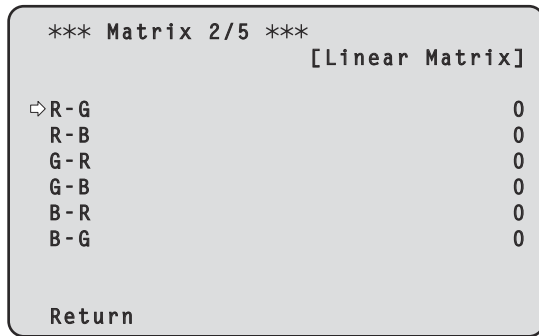 *** Matrix 2/5 ***
[Linear Matrix]
⇨R-G 0
R-B 0
G-R 0
G-B 0
B-R 0
B-G 0
Return